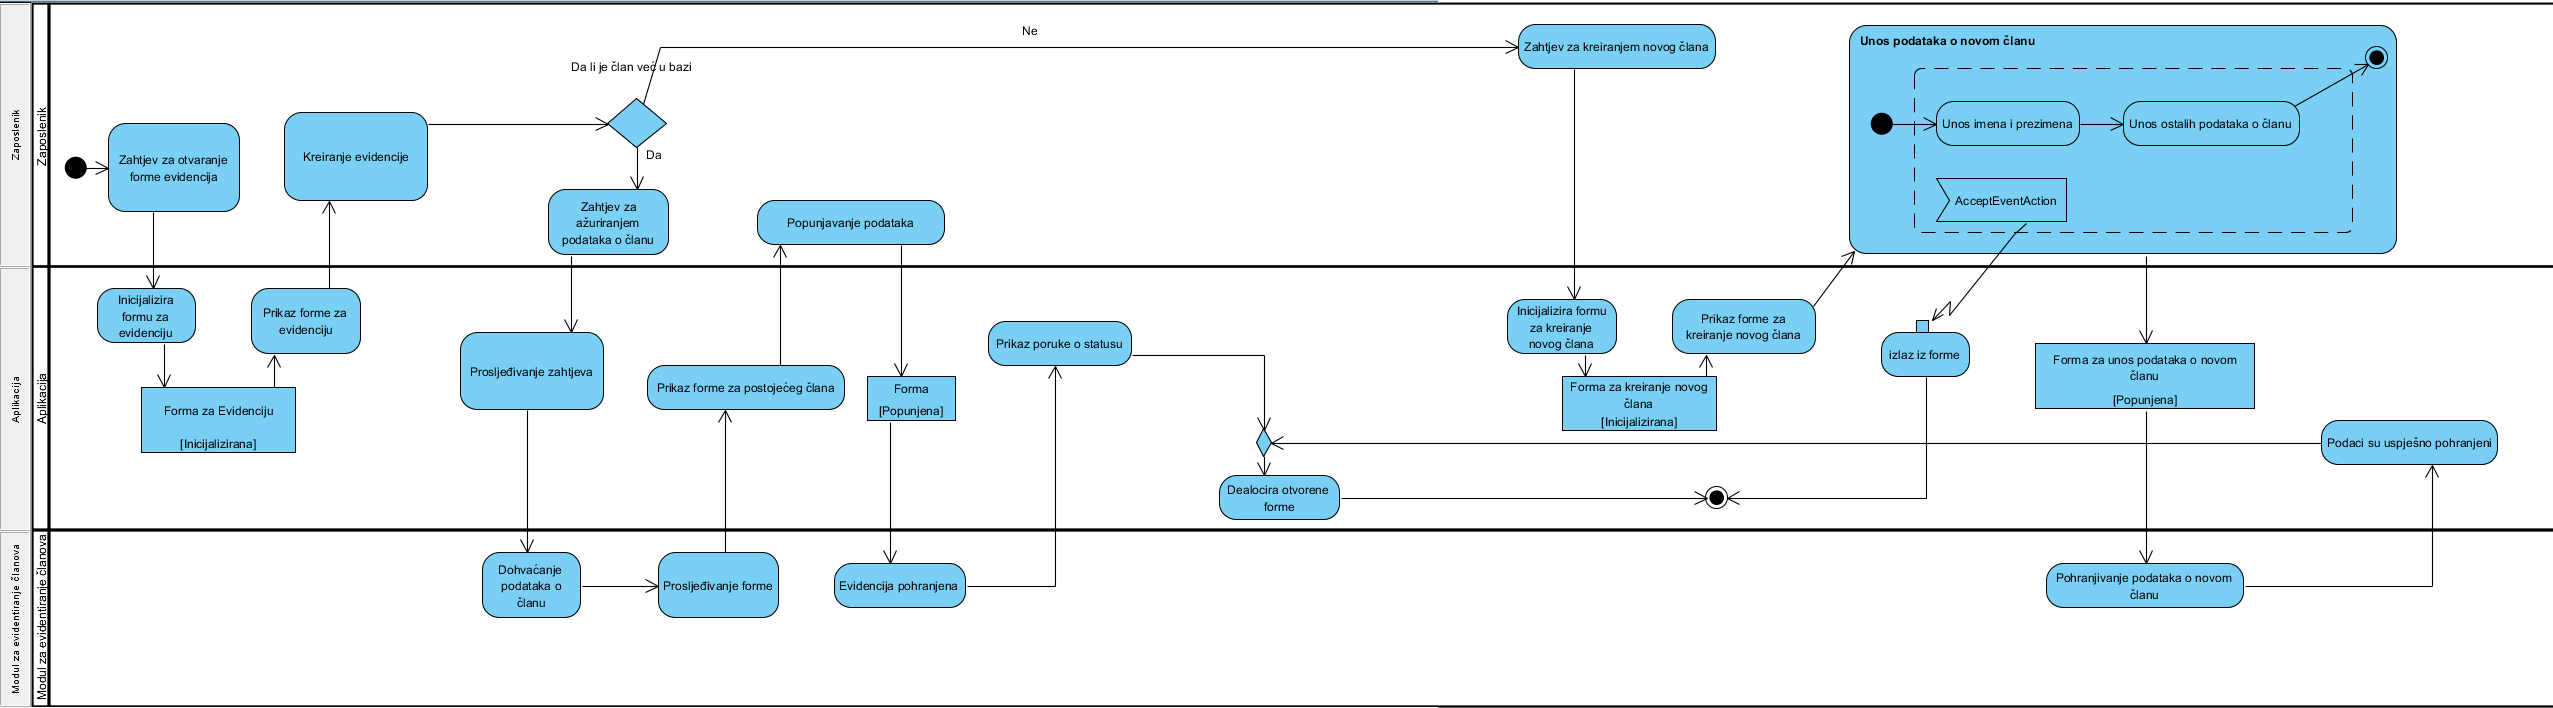 Zaposlenik
Zaposlenik
Ne
Da li je član već u bazi
Da
Zahtjev za otvaranje
forme evidencija
Kreiranje evidencije
Zahtjev za
ažuriranjem
podataka o članu
Popunjavanje podataka
Zahtjev za kreiranjem novog člana
Unos podataka o novom članu
Unos imena i prezimena
Unos ostalih podataka o članu
AcceptEventAction
Aplikacija
Aplikacija
Inicijalizira
formu za
evidenciju
Prikaz forme za
evidenciju
Forma za Evidenciju
[Inicijalizirana]
Prosljeđivanje zahtjeva
Prikaz forme za postojećeg člana
Forma
[Popunjena]
Prikaz poruke o statusu
Dealocira otvorene
forme
Inicijalizira formu
za kreiranje
novog člana
Forma za kreiranje novog
člana
[Inicijalizirana]
Prikaz forme za
kreiranje novog člana
izlaz iz forme
Forma za unos podataka o novom
članu
[Popunjena]
Podaci su uspješno pohranjeni
Modul za evidentiranje članova
Modul za evidentiranje članova
Dohvaćanje
podataka o
članu
Prosljeđivanje forme
Evidencija pohranjena
Pohranjivanje podataka o novom
članu